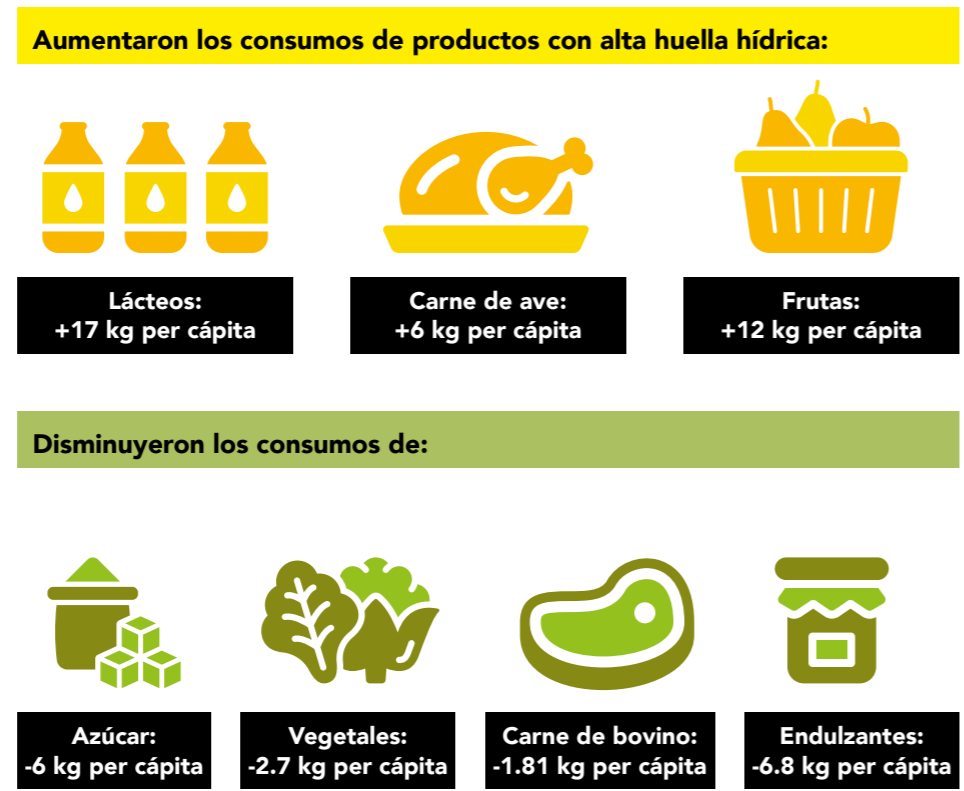 Aumentaron los consumos de productos con alta huella hídrica:
Lácteos:
+17 kg per cápita
Carne de ave:
+6 kg per cápita
Frutas:
+12 kg per cápita
Disminuyeron los consumos de:
Azúcar:
-6 kg per cápita
Vegetales:
-2.7 kg per cápita
Carne de bovino:
-1.81 kg per cápita
Endulzantes:
-6.8 kg per cápita